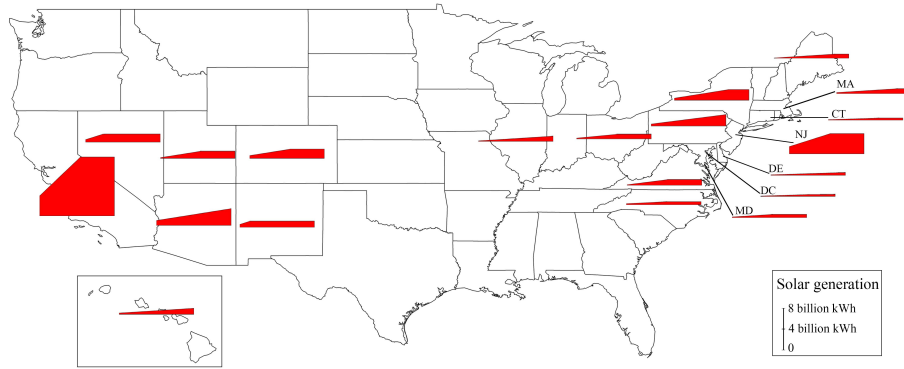 MA
CT
NJ
DE
DC
MD
Solar generation
8 billion kWh
4 billion kWh
0